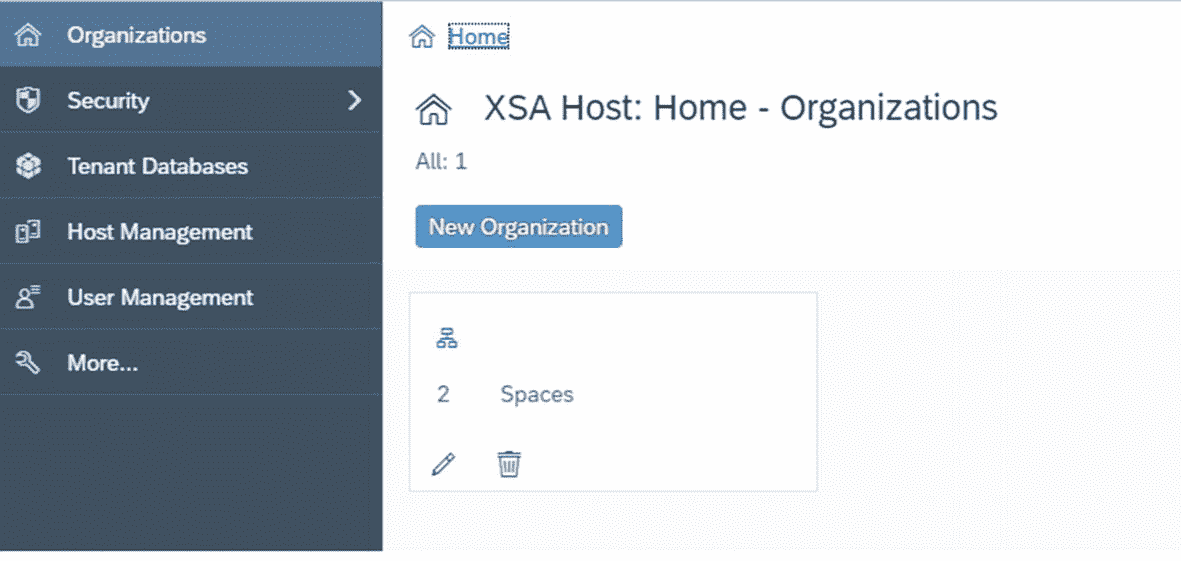 Organizations
Security
Tenant Databases
Host Management
User Management
More...
Home
XSA Host: Home - Organizations
All: 1
New Organization
2 Spaces